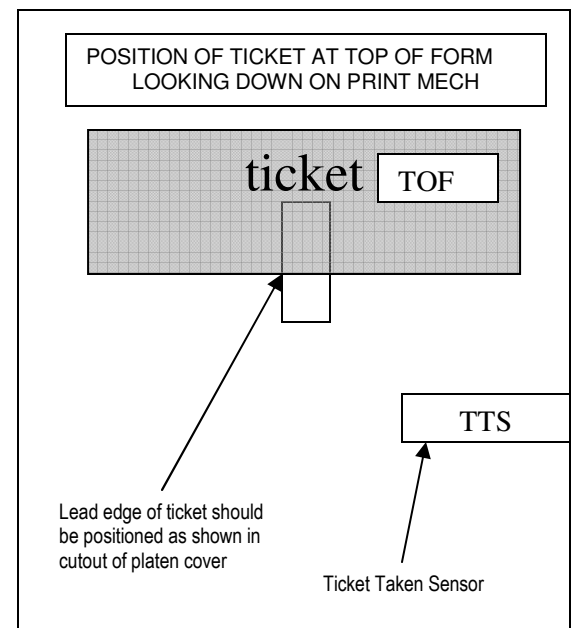 POSITION OF TICKET AT TOP OF FORM
LOOKING DOWN ON PRINT MECH
ticket
TOF
TTS
Lead edge of ticket should
be positioned as shown in
cutout of platen cover
Ticket Taken Sensor